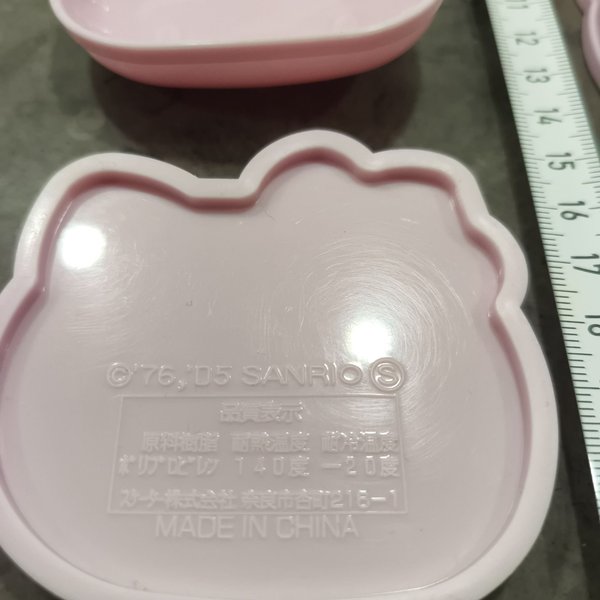 ©'76,'05 SANRIO Ⓢ
品質表示
原料樹脂 耐熱温度 耐冷温度
ポリプロピレン 140度 −20度
スケーター株式会社 奈良市杏町216−1
MADE IN CHINA
11
12
13
14
15
16
17
18